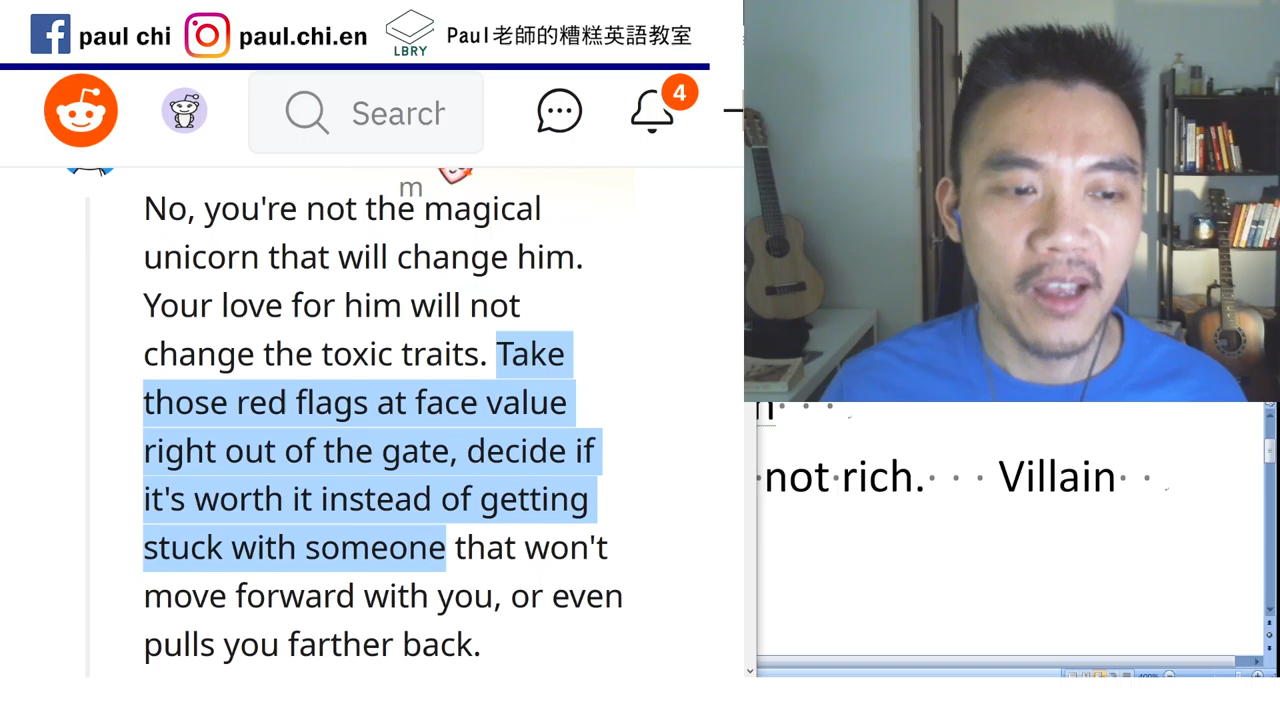 paul chi paul.chi.en LBRY Paul老師的糟糕英語教室
Search 4
m
No, you're not the magical
unicorn that will change him.
Your love for him will not
change the toxic traits. Take
those red flags at face value
right out of the gate, decide if
it's worth it instead of getting
stuck with someone that won't
move forward with you, or even
pulls you farther back.
not rich. Villain